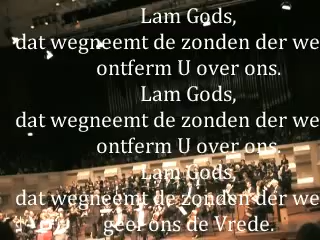 Lam Gods,
dat wegneemt de zonden der we
ontferm U over ons.
Lam Gods,
dat wegneemt de zonden der we
ontferm U over ons.
Lam Gods,
dat wegneemt de zonden der we
geef ons de Vrede.